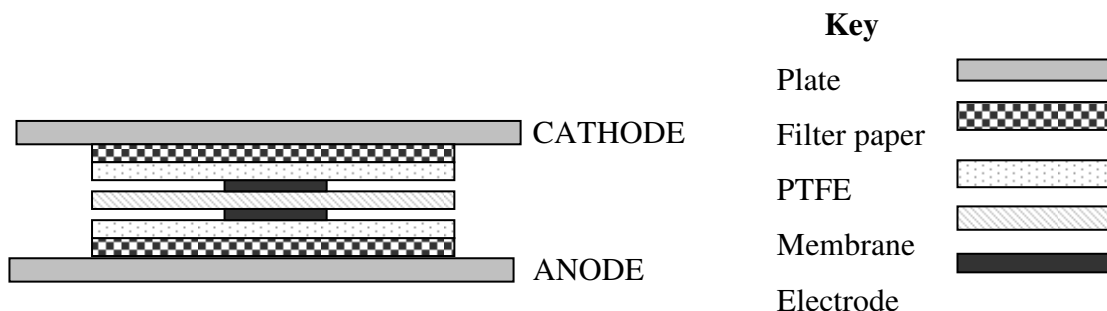 Key
Plate
CATHODE
Filter paper
PTFE
Membrane
ANODE
Electrode